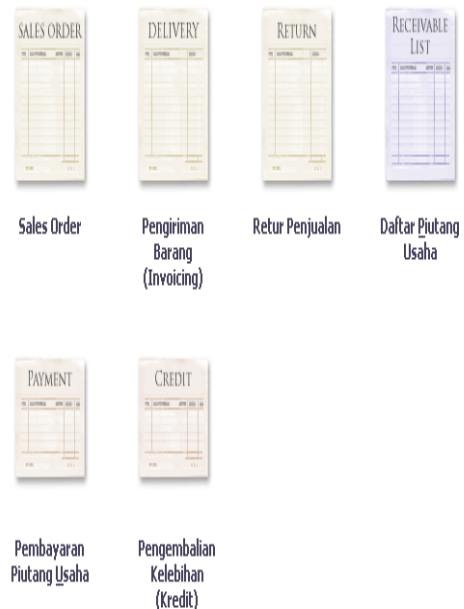 SALES ORDER
DELIVERY
RETURN
RECEIVABLE
LIST
Sales Order
Pengiriman
Barang
(Invoicing)
Retur Penjualan
Daftar Piutang
Usaha
PAYMENT
CREDIT
Pembayaran
Piutang Usaha
Pengembalian
Kelebihan
(Kredit)